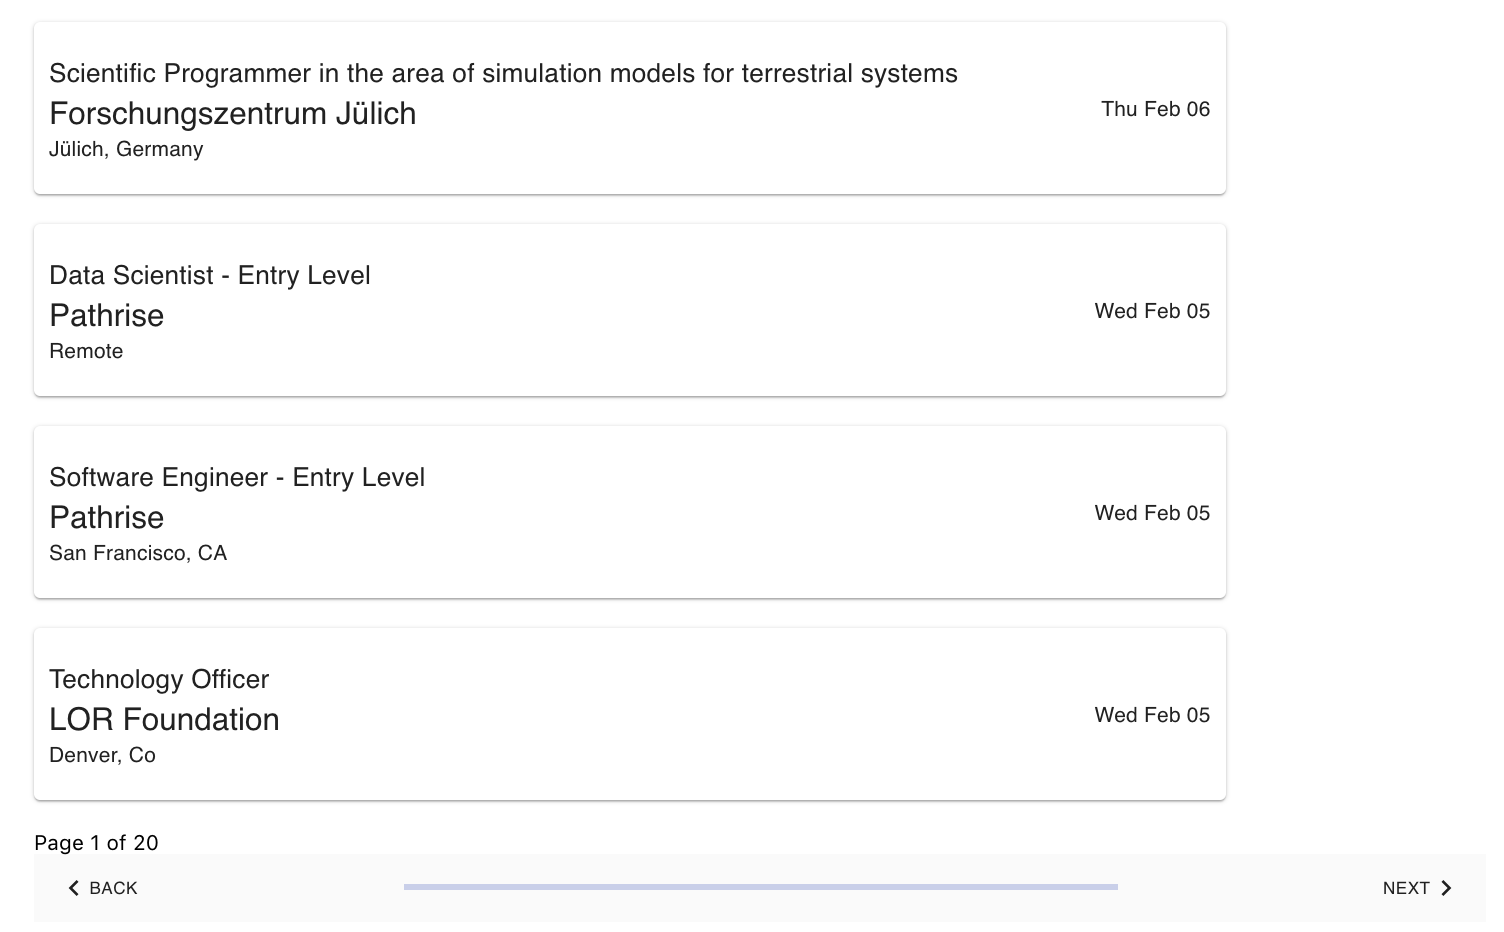 Scientific Programmer in the area of simulation models for terrestrial systems
Forschungszentrum Jülich
Jülich, Germany
Thu Feb 06
Data Scientist - Entry Level
Pathrise
Remote
Wed Feb 05
Software Engineer - Entry Level
Pathrise
San Francisco, CA
Wed Feb 05
Technology Officer
LOR Foundation
Denver, Co
Wed Feb 05
Page 1 of 20
BACK
NEXT